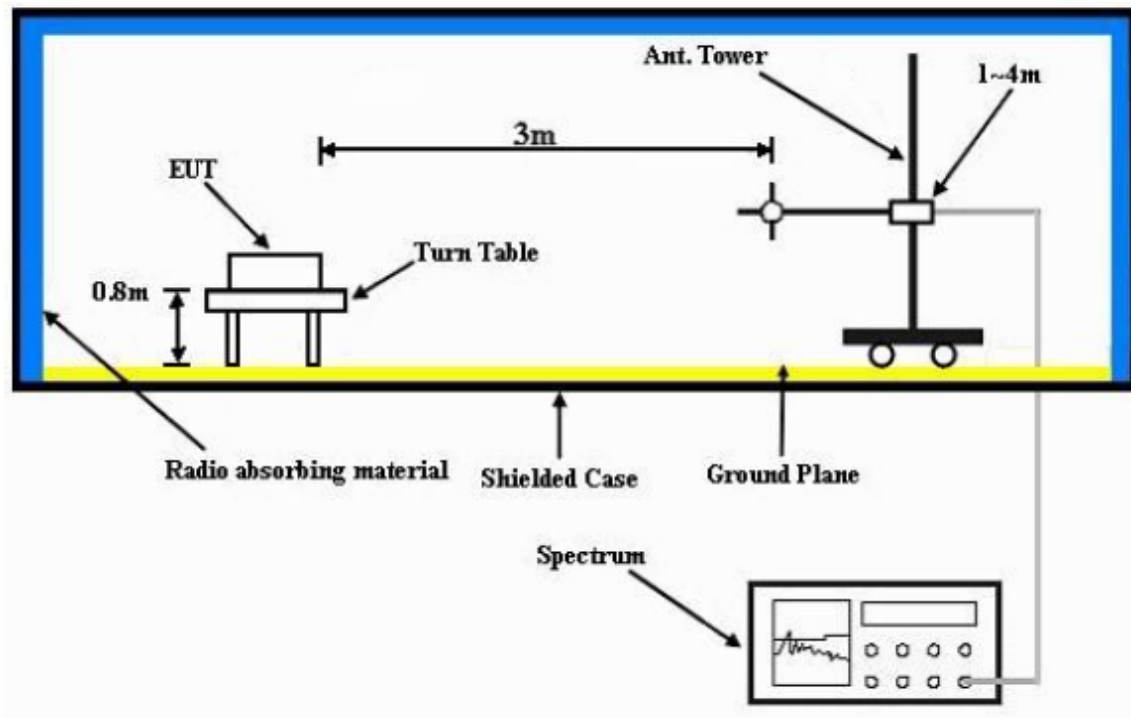 Ant. Tower
1~4m
3m
EUT
Turn Table
0.8m
Radio absorbing material
Shielded Case
Ground Plane
Spectrum